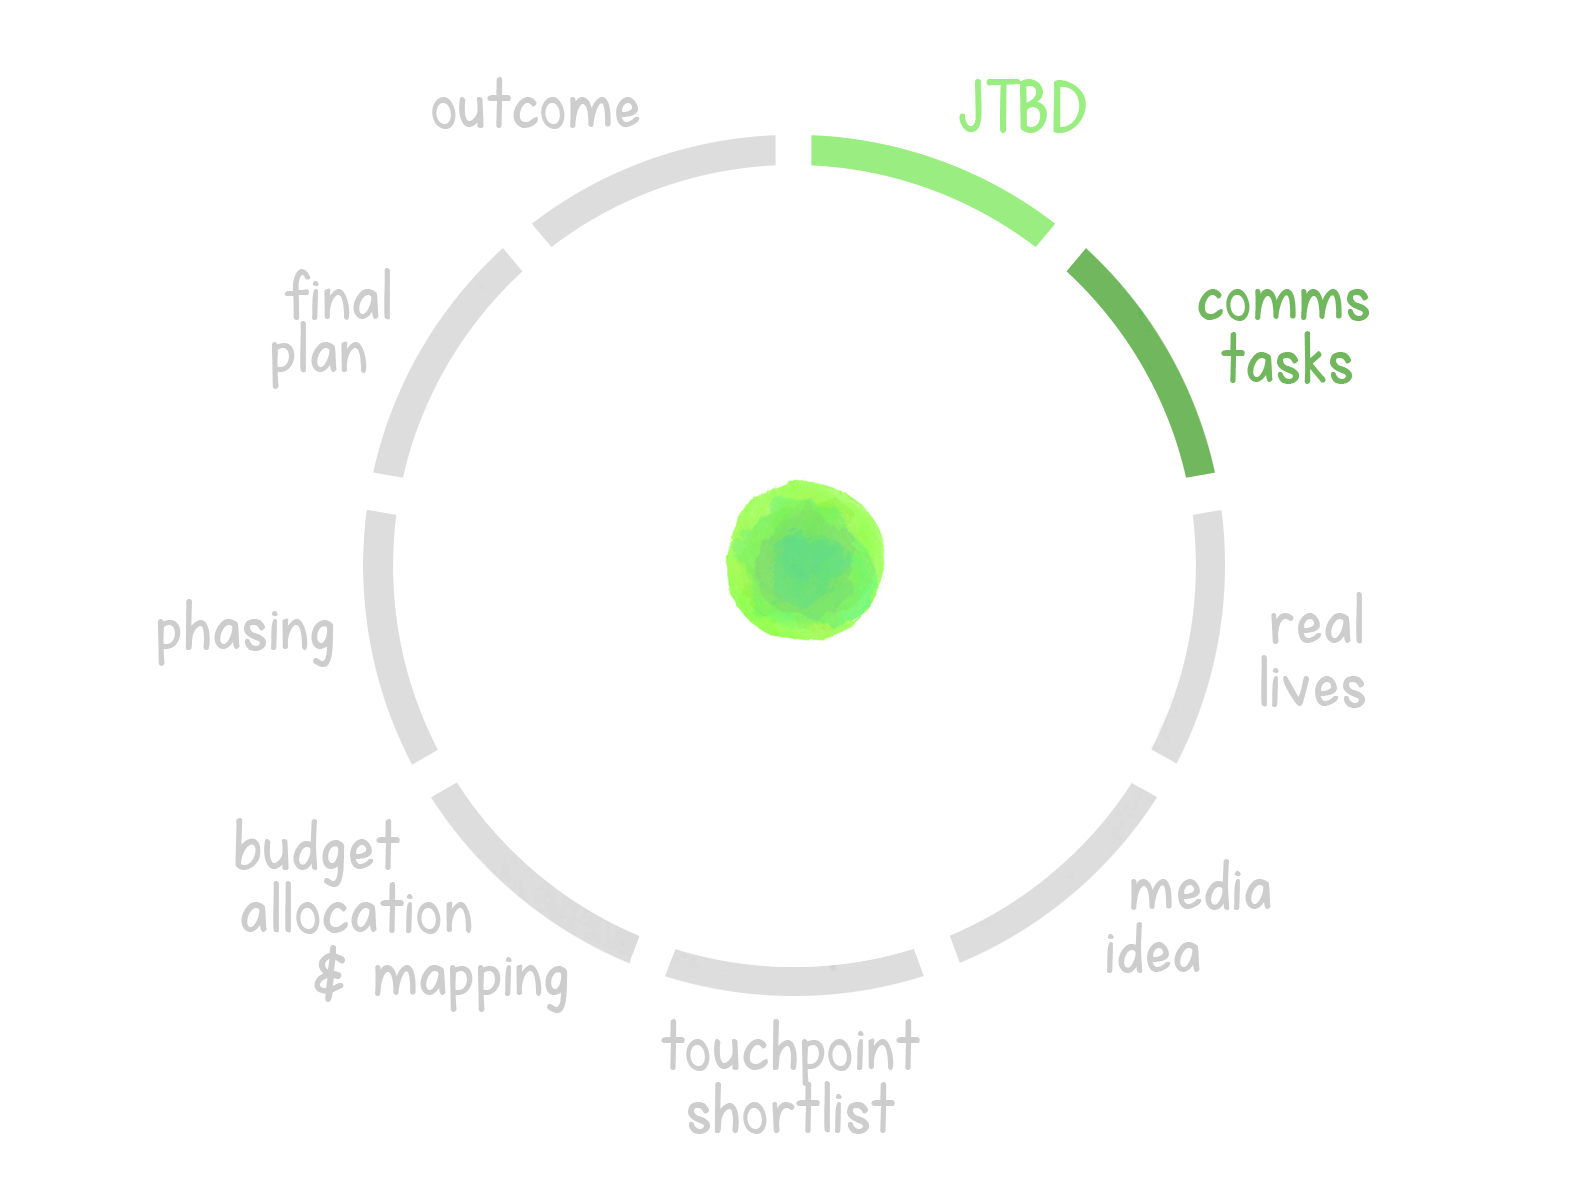 outcome
JTBD
comms
tasks
real
lives
media
idea
touchpoint
shortlist
budget
allocation
& mapping
phasing
final
plan